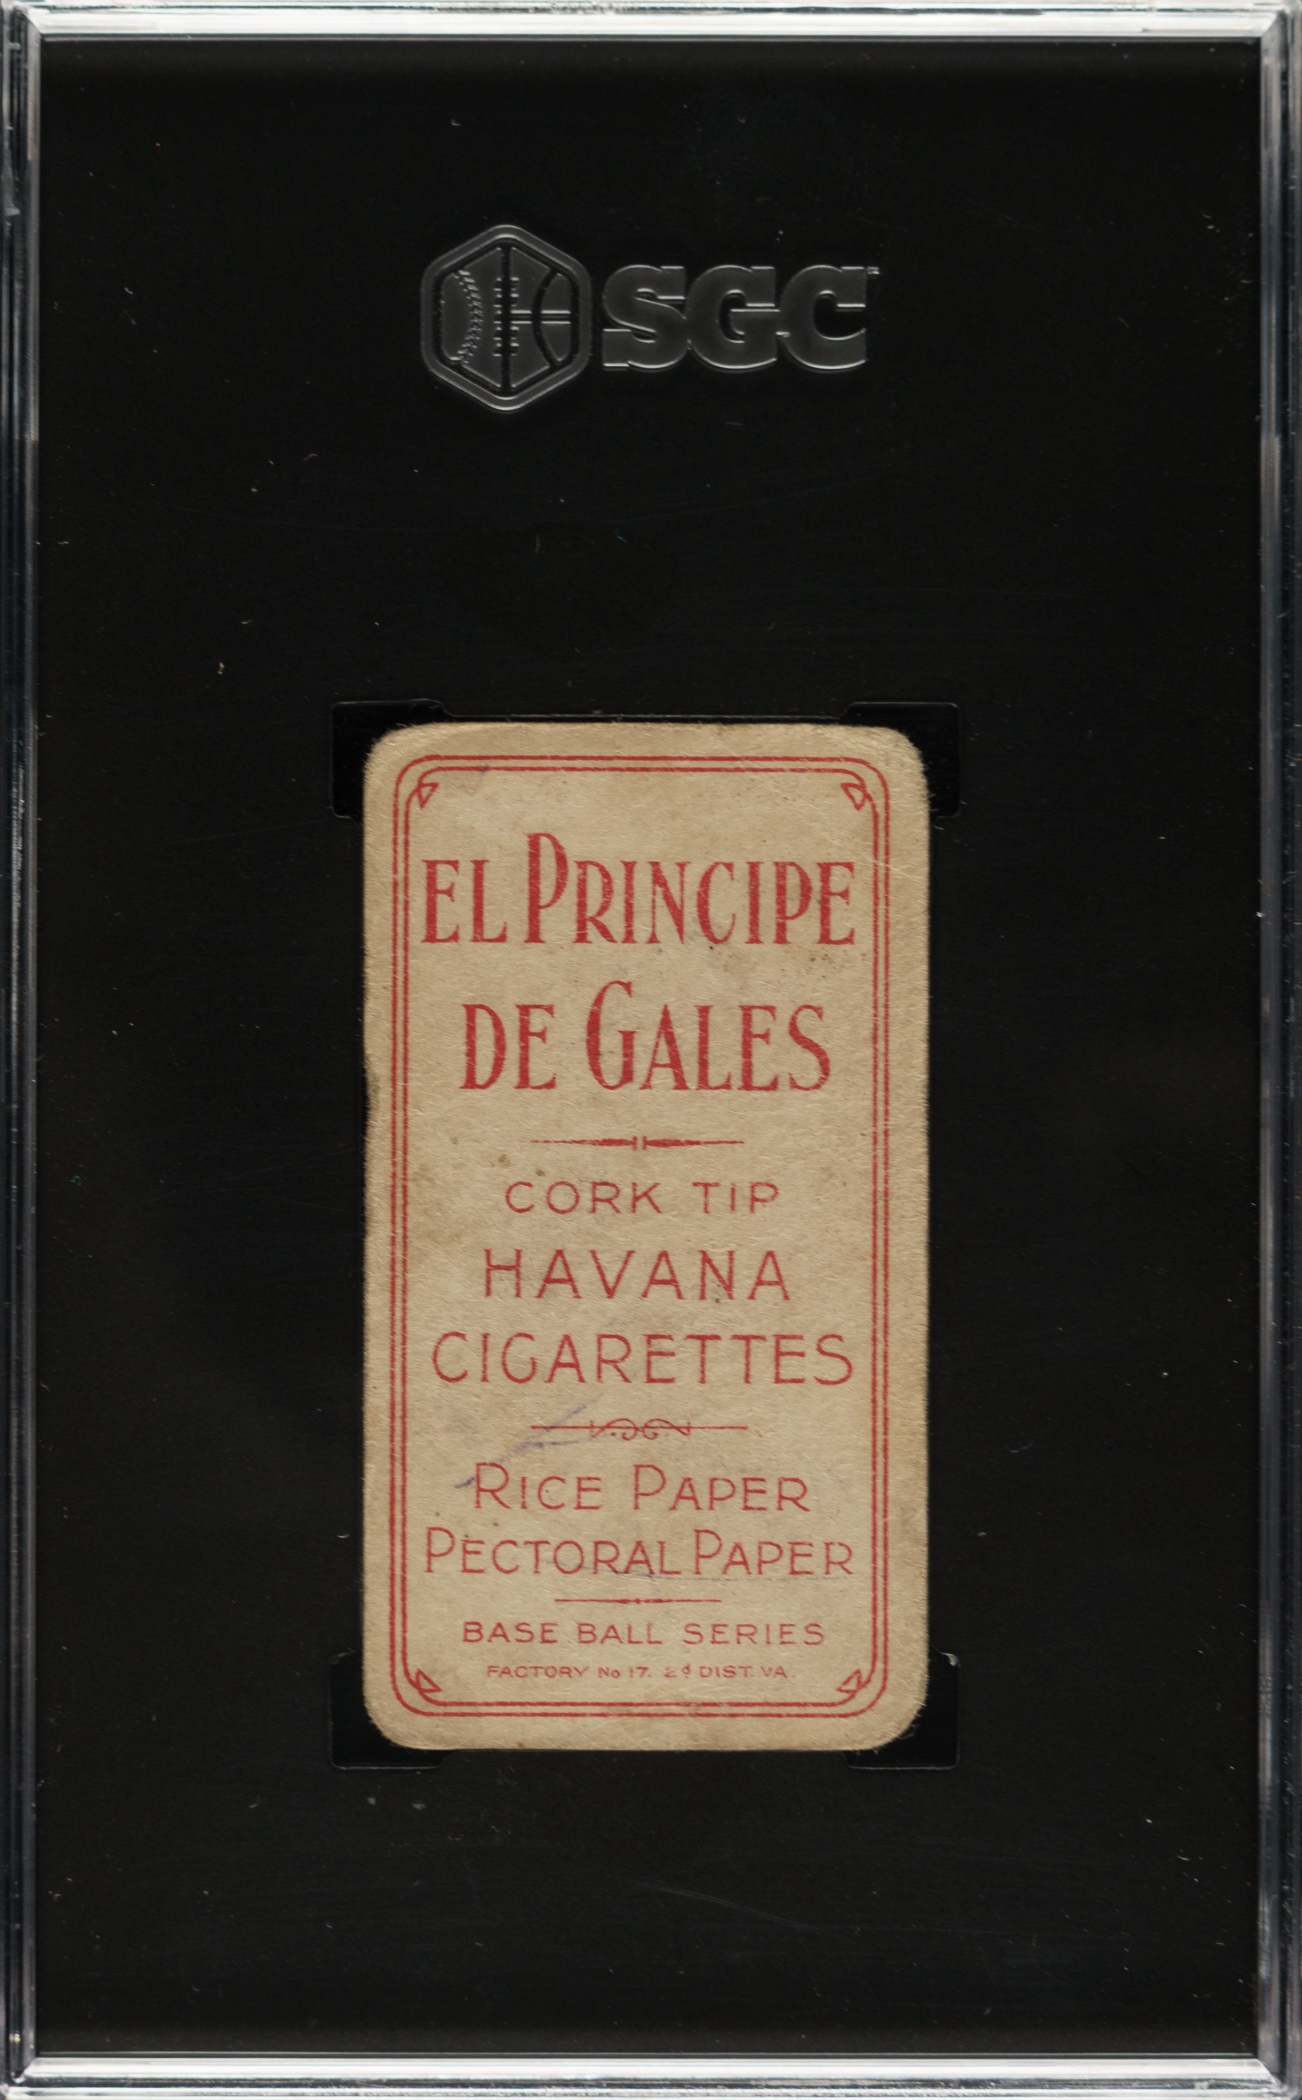 SGC
EL PRINCIPE
DE GALES
CORK TIP
HAVANA
CIGARETTES
RICE PAPER
PECTORAL PAPER
BASE BALL SERIES
FACTORY No 17. 2d DIST. VA.